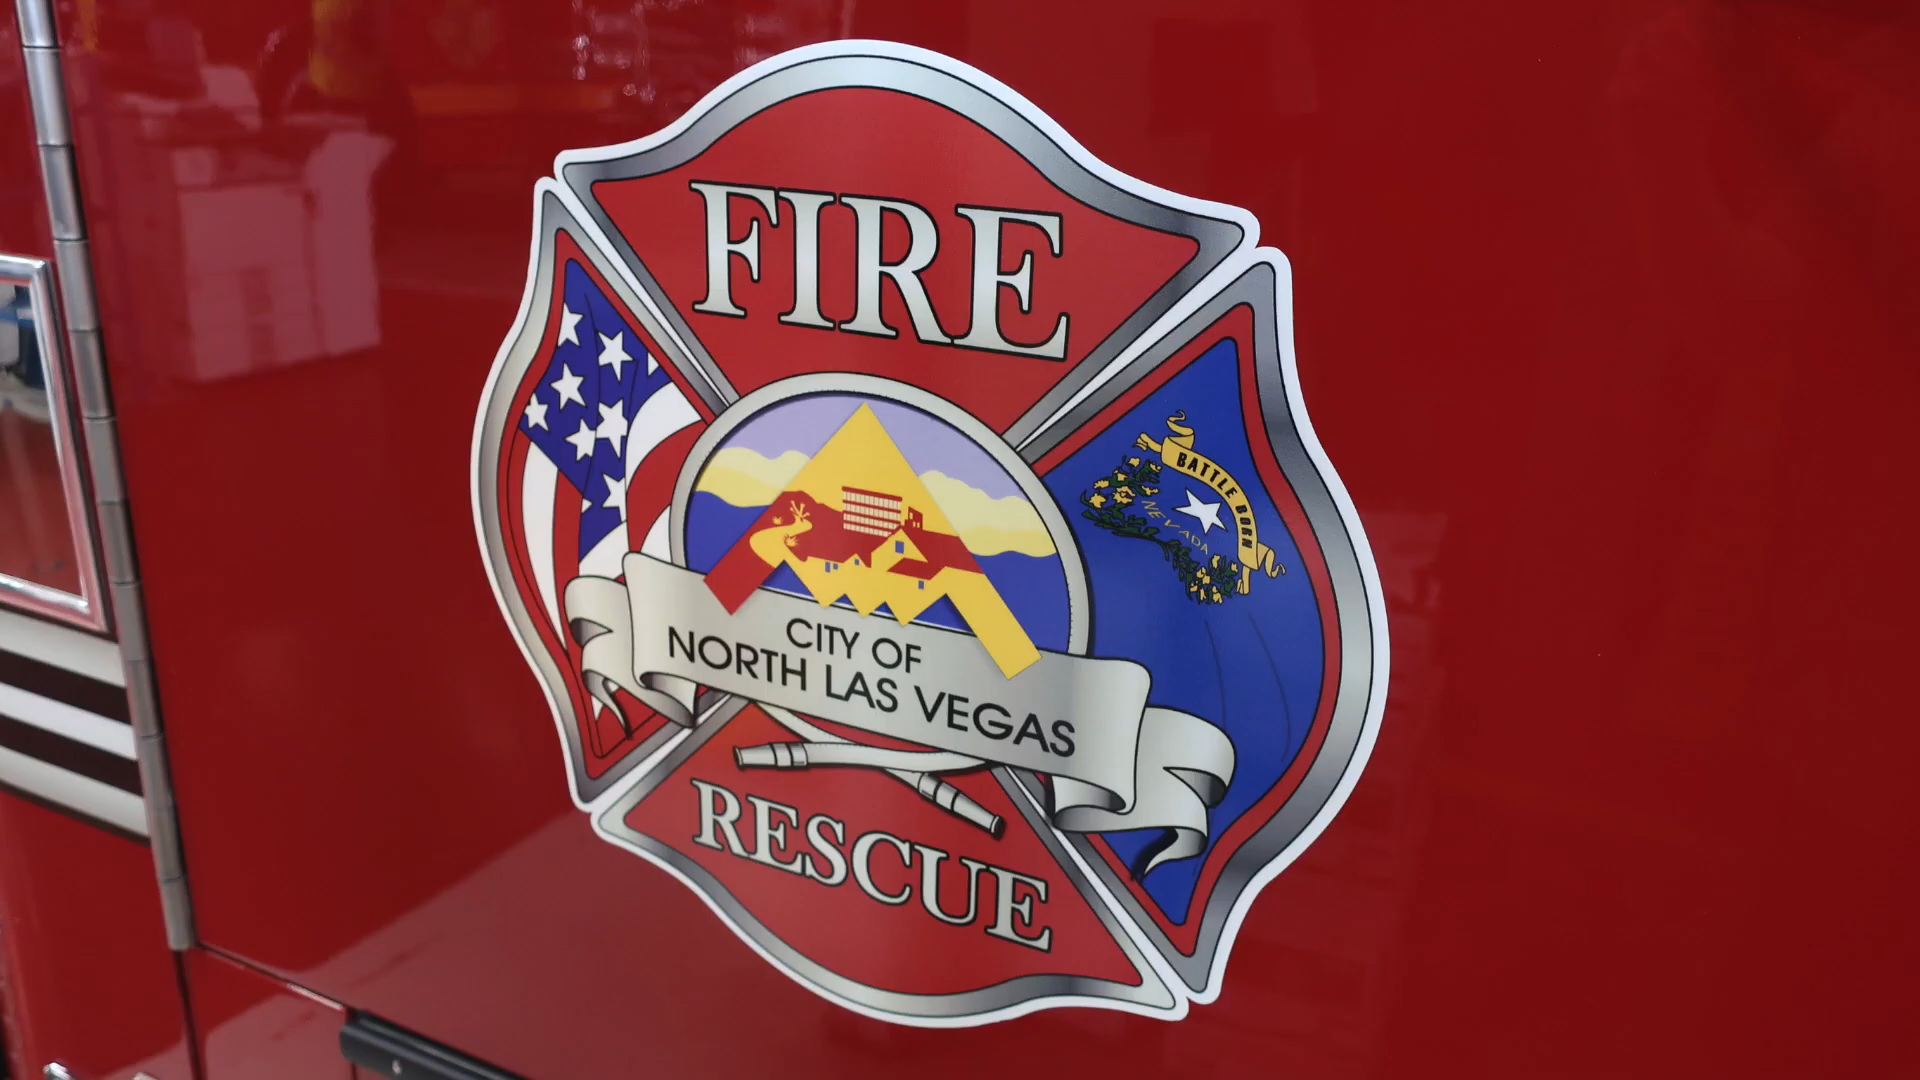 FIRE
BATTLE BORN
NEVADA
CITY OF
NORTH LAS VEGAS
RESCUE